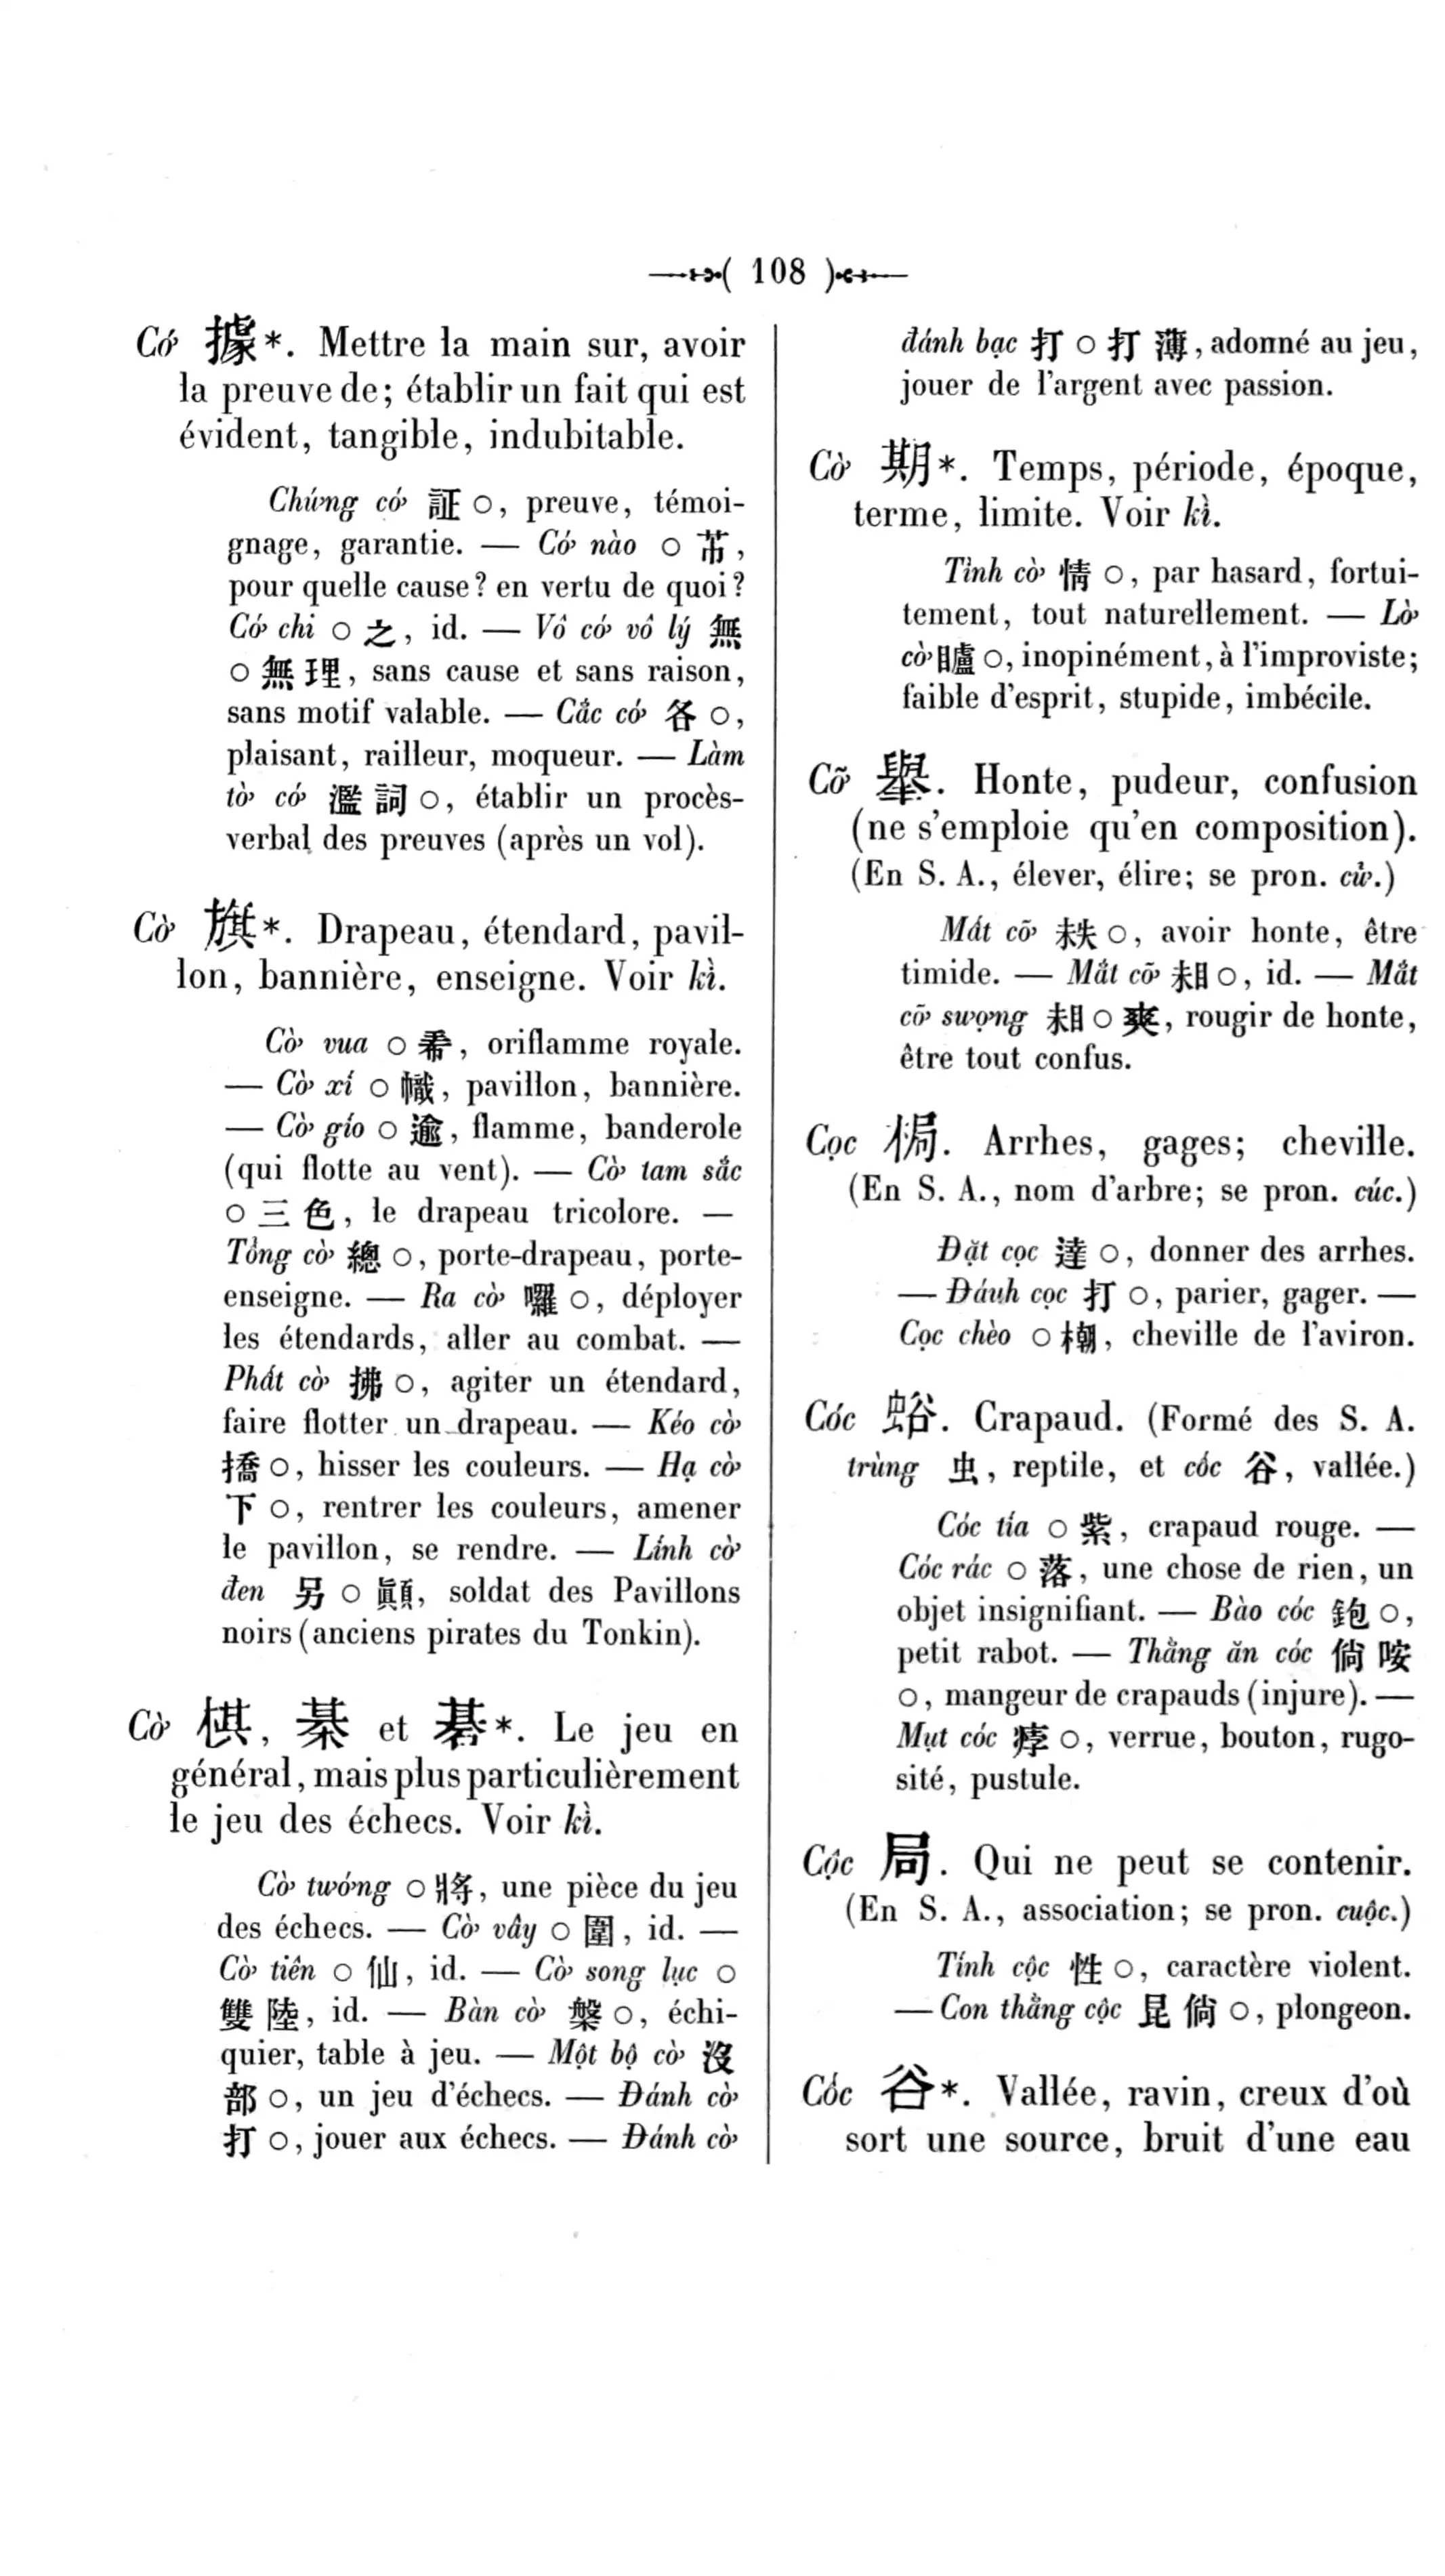 ( 108 )
Cớ 據*. Mettre la main sur, avoir
la preuve de; établir un fait qui est
évident, tangible, indubitable.
Chứng cớ 証 ○, preuve, témoi-
gnage, garantie. — Cớ nào ○ 芇,
pour quelle cause? en vertu de quoi?
Cớ chi ○ 之, id. — Vô cớ vô lý 無
○ 無理, sans cause et sans raison,
sans motif valable. — Cắc cớ 各 ○,
plaisant, railleur, moqueur. — Làm
tờ cớ 濫詞 ○, établir un procès-
verbal des preuves (après un vol).
Cờ 旗*. Drapeau, étendard, pavil-
lon, bannière, enseigne. Voir kì.
Cờ vua ○ 希, oriflamme royale.
— Cờ xí ○ 幟, pavillon, bannière.
— Cờ gío ○ 逾, flamme, banderole
(qui flotte au vent). — Cờ tam sắc
○ 三色, le drapeau tricolore. —
Tổng cờ 總 ○, porte-drapeau, porte-
enseigne. — Ra cờ 囉 ○, déployer
les étendards, aller au combat. —
Phất cờ 拂 ○, agiter un étendard,
faire flotter un drapeau. — Kéo cờ
撟 ○, hisser les couleurs. — Hạ cờ
下 ○, rentrer les couleurs, amener
le pavillon, se rendre. — Lính cờ
đen 另 ○ 顛, soldat des Pavillons
noirs (anciens pirates du Tonkin).
Cờ 棋, 棊 et 碁*. Le jeu en
général, mais plus particulièrement
le jeu des échecs. Voir kì.
Cờ tướng ○ 將, une pièce du jeu
des échecs. — Cờ vây ○ 圍, id. —
Cờ tiên ○ 仙, id. — Cờ song lục ○
雙陸, id. — Bàn cờ 槃 ○, échi-
quier, table à jeu. — Một bộ cờ 沒
部 ○, un jeu d'échecs. — Đánh cờ
打 ○, jouer aux échecs. — Đánh cờ
đánh bạc 打 ○ 打 薄, adonné au jeu,
jouer de l'argent avec passion.
Cờ 期*. Temps, période, époque,
terme, limite. Voir kì.
Tình cờ 情 ○, par hasard, fortui-
tement, tout naturellement. — Lờ
cờ 矑 ○, inopinément, à l'improviste;
faible d'esprit, stupide, imbécile.
Cỡ 舉. Honte, pudeur, confusion
(ne s'emploie qu'en composition).
(En S. A., élever, élire; se pron. cử.)
Mất cỡ 𠅍 ○, avoir honte, être
timide. — Mắt cỡ 眜 ○, id. — Mắt
cỡ sượng 眜 ○ 爽, rougir de honte,
être tout confus.
Cọc 梮. Arrhes, gages; cheville.
(En S. A., nom d'arbre; se pron. cúc.)
Đặt cọc 達 ○, donner des arrhes.
— Đánh cọc 打 ○, parier, gager. —
Cọc chèo ○ 橯, cheville de l'aviron.
Cóc 蛒. Crapaud. (Formé des S. A.
trùng 虫, reptile, et cốc 谷, vallée.)
Cóc tía ○ 紫, crapaud rouge. —
Cóc rác ○ 落, une chose de rien, un
objet insignifiant. — Bào cóc 鉋 ○,
petit rabot. — Thằng ăn cóc 倘 咹
○, mangeur de crapauds (injure). —
Mụt cóc ○, verrue, bouton, rugo-
sité, pustule.
Cộc 局. Qui ne peut se contenir.
(En S. A., association; se pron. cuộc.)
Tính cộc 性 ○, caractère violent.
— Con thằng cộc 昆 倘 ○, plongeon.
Cốc 谷*. Vallée, ravin, creux d'où
sort une source, bruit d'une eau